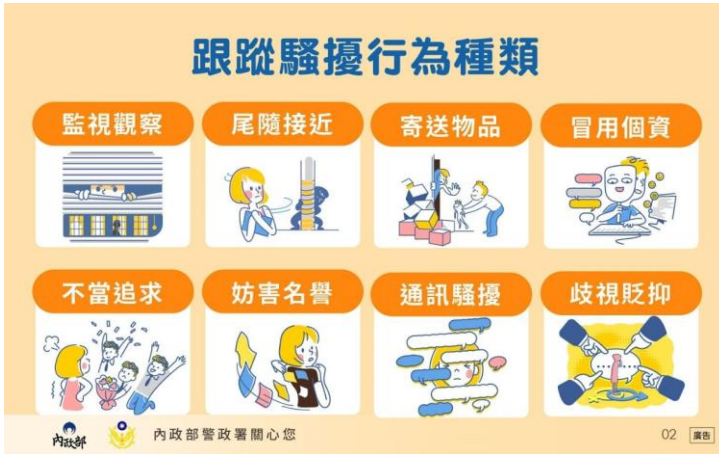 跟蹤騷擾行為種類
監視觀察
尾隨接近
寄送物品
冒用個資
不當追求
妨害名譽
通訊騷擾
歧視貶抑
內政部
內政部警政署關心您
02
廣告